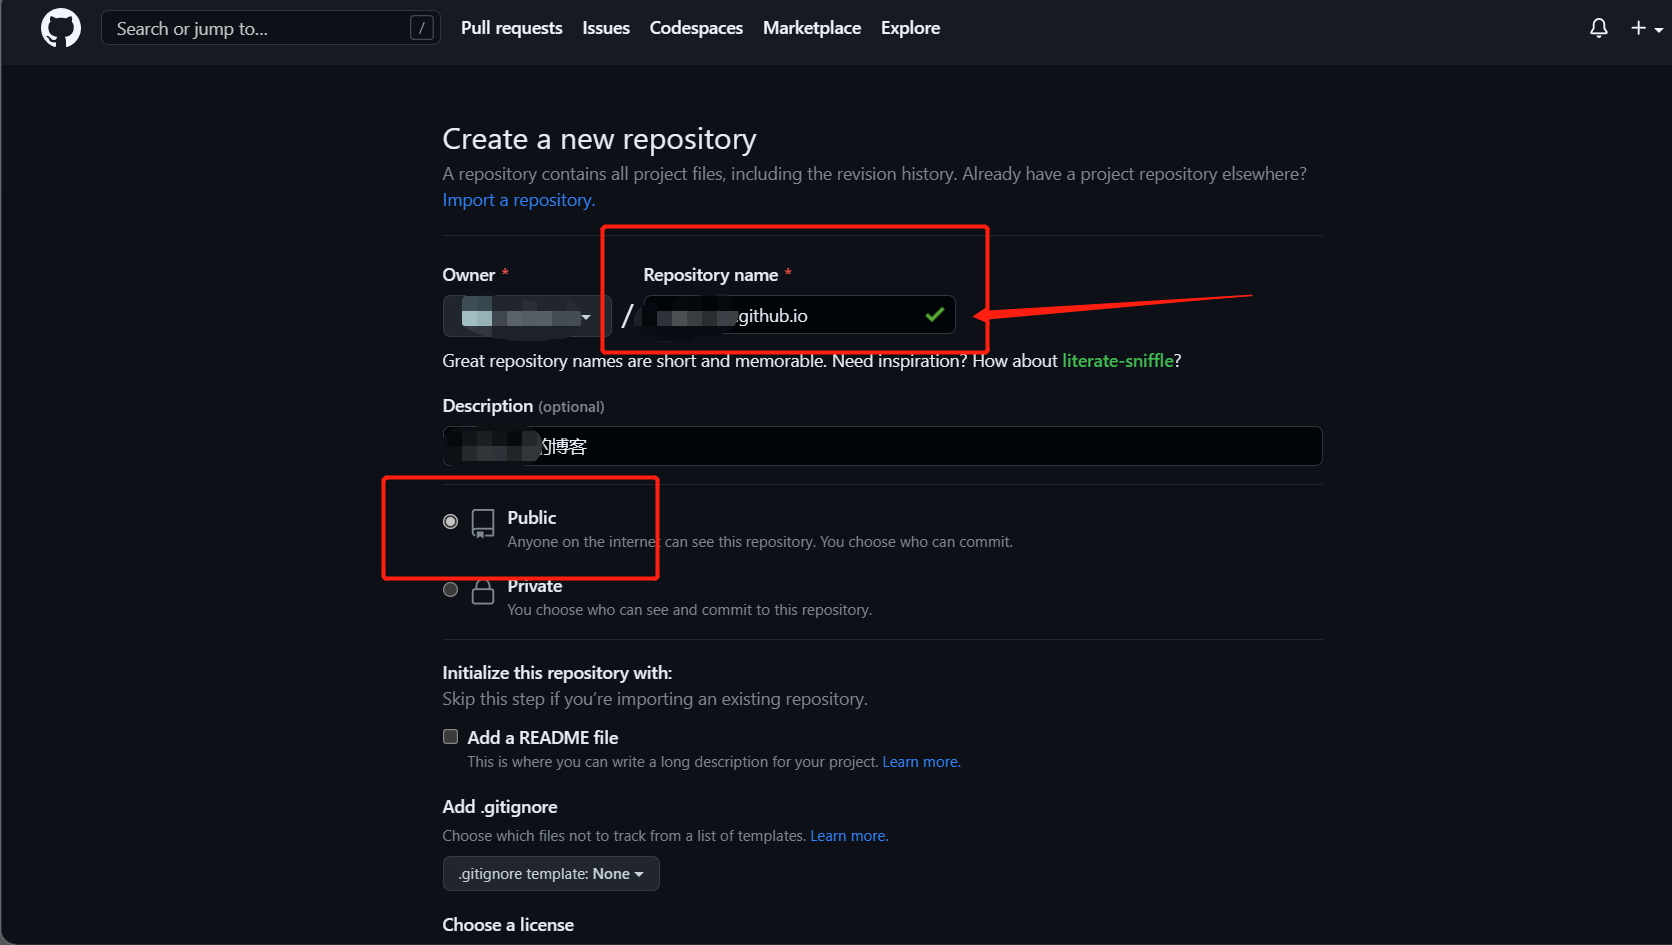 Search or jump to... /
Pull requests Issues Codespaces Marketplace Explore
Create a new repository
A repository contains all project files, including the revision history. Already have a project repository elsewhere?
Import a repository.
Owner * Repository name *
/ .github.io
Great repository names are short and memorable. Need inspiration? How about literate-sniffle?
Description (optional)
的博客
Public
Anyone on the internet can see this repository. You choose who can commit.
Private
You choose who can see and commit to this repository.
Initialize this repository with:
Skip this step if you’re importing an existing repository.
Add a README file
This is where you can write a long description for your project. Learn more.
Add .gitignore
Choose which files not to track from a list of templates. Learn more.
.gitignore template: None
Choose a license